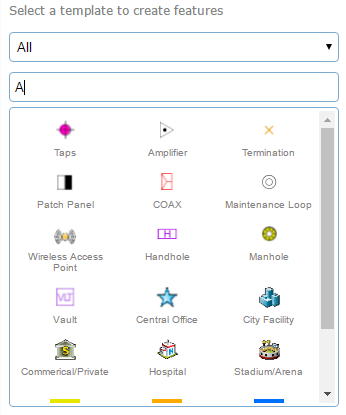 Select a template to create features
All
A
Taps
Amplifier
Termination
Patch Panel
COAX
Maintenance Loop
Wireless Access
Point
H
Handhole
Manhole
VLT
Vault
Central Office
City Facility
$
Commerical/Private
H
Hospital
Stadium/Arena